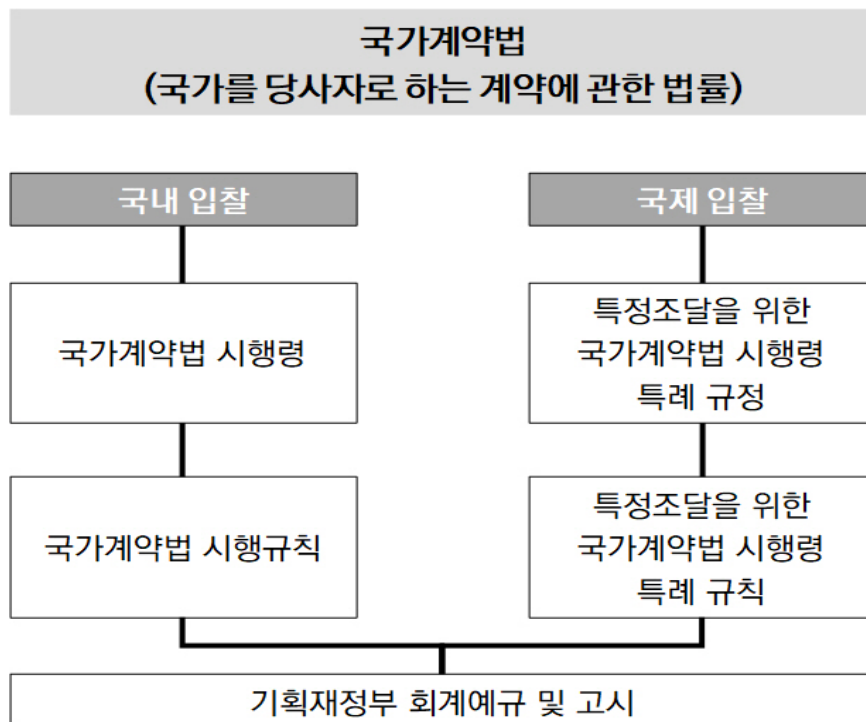 국가계약법
(국가를 당사자로 하는 계약에 관한 법률)
국내 입찰
국제 입찰
국가계약법 시행령
특정조달을 위한
국가계약법 시행령
특례 규정
국가계약법 시행규칙
특정조달을 위한
국가계약법 시행령
특례 규칙
기획재정부 회계예규 및 고시